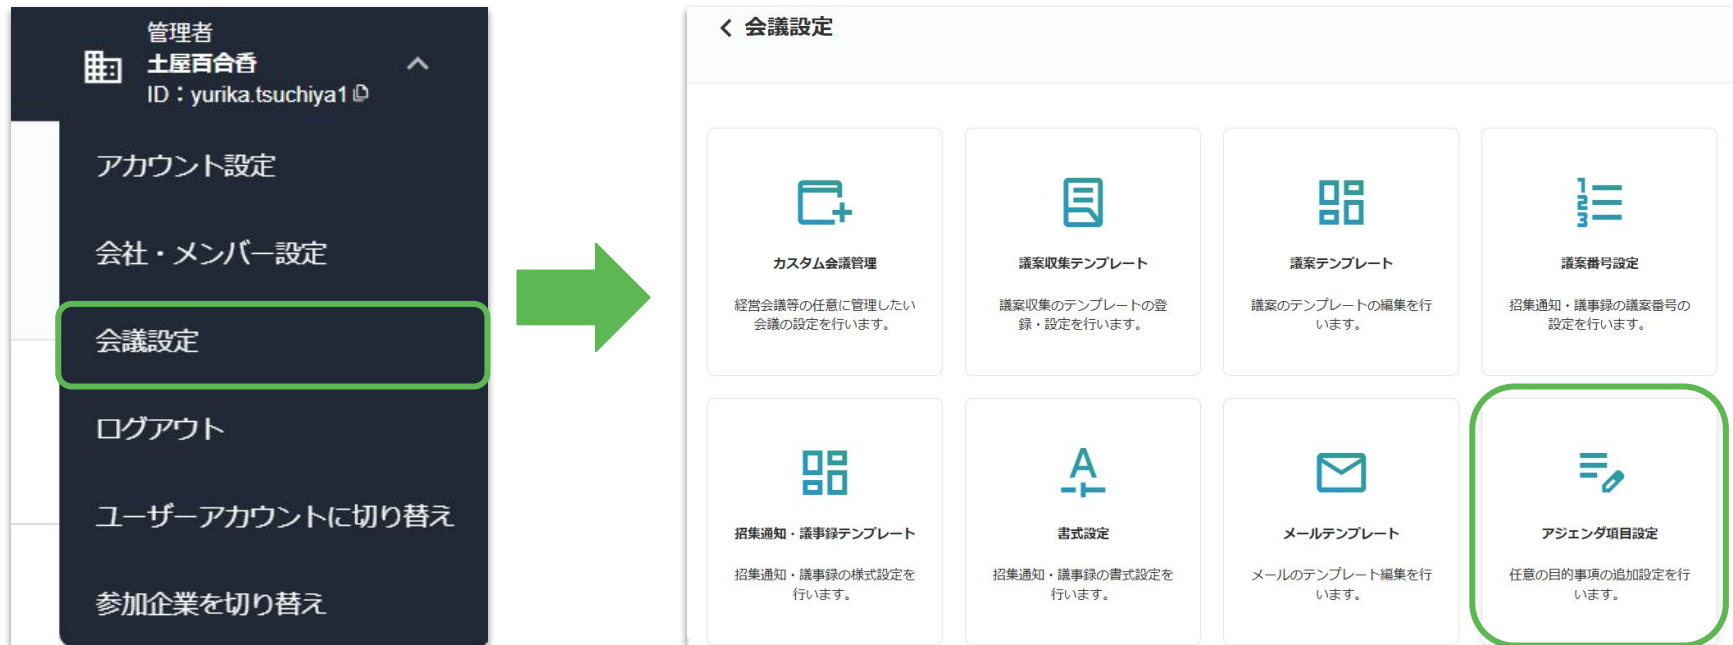 管理者
土屋百合香
ID：yurika.tsuchiya1
アカウント設定
会社・メンバー設定
会議設定
ログアウト
ユーザーアカウントに切り替え
参加企業を切り替え
会議設定
カスタム会議管理
経営会議等の任意に管理したい
会議の設定を行います。
議案収集テンプレート
議案収集のテンプレートの登
録・設定を行います。
議案テンプレート
議案のテンプレートの編集を行
います。
議案番号設定
招集通知・議事録の議案番号の
設定を行います。
招集通知・議事録テンプレート
招集通知・議事録の様式設定を
行います。
書式設定
招集通知・議事録の書式設定を
行います。
メールテンプレート
メールのテンプレート編集を行
います。
アジェンダ項目設定
任意の目的事項の追加設定を行
います。